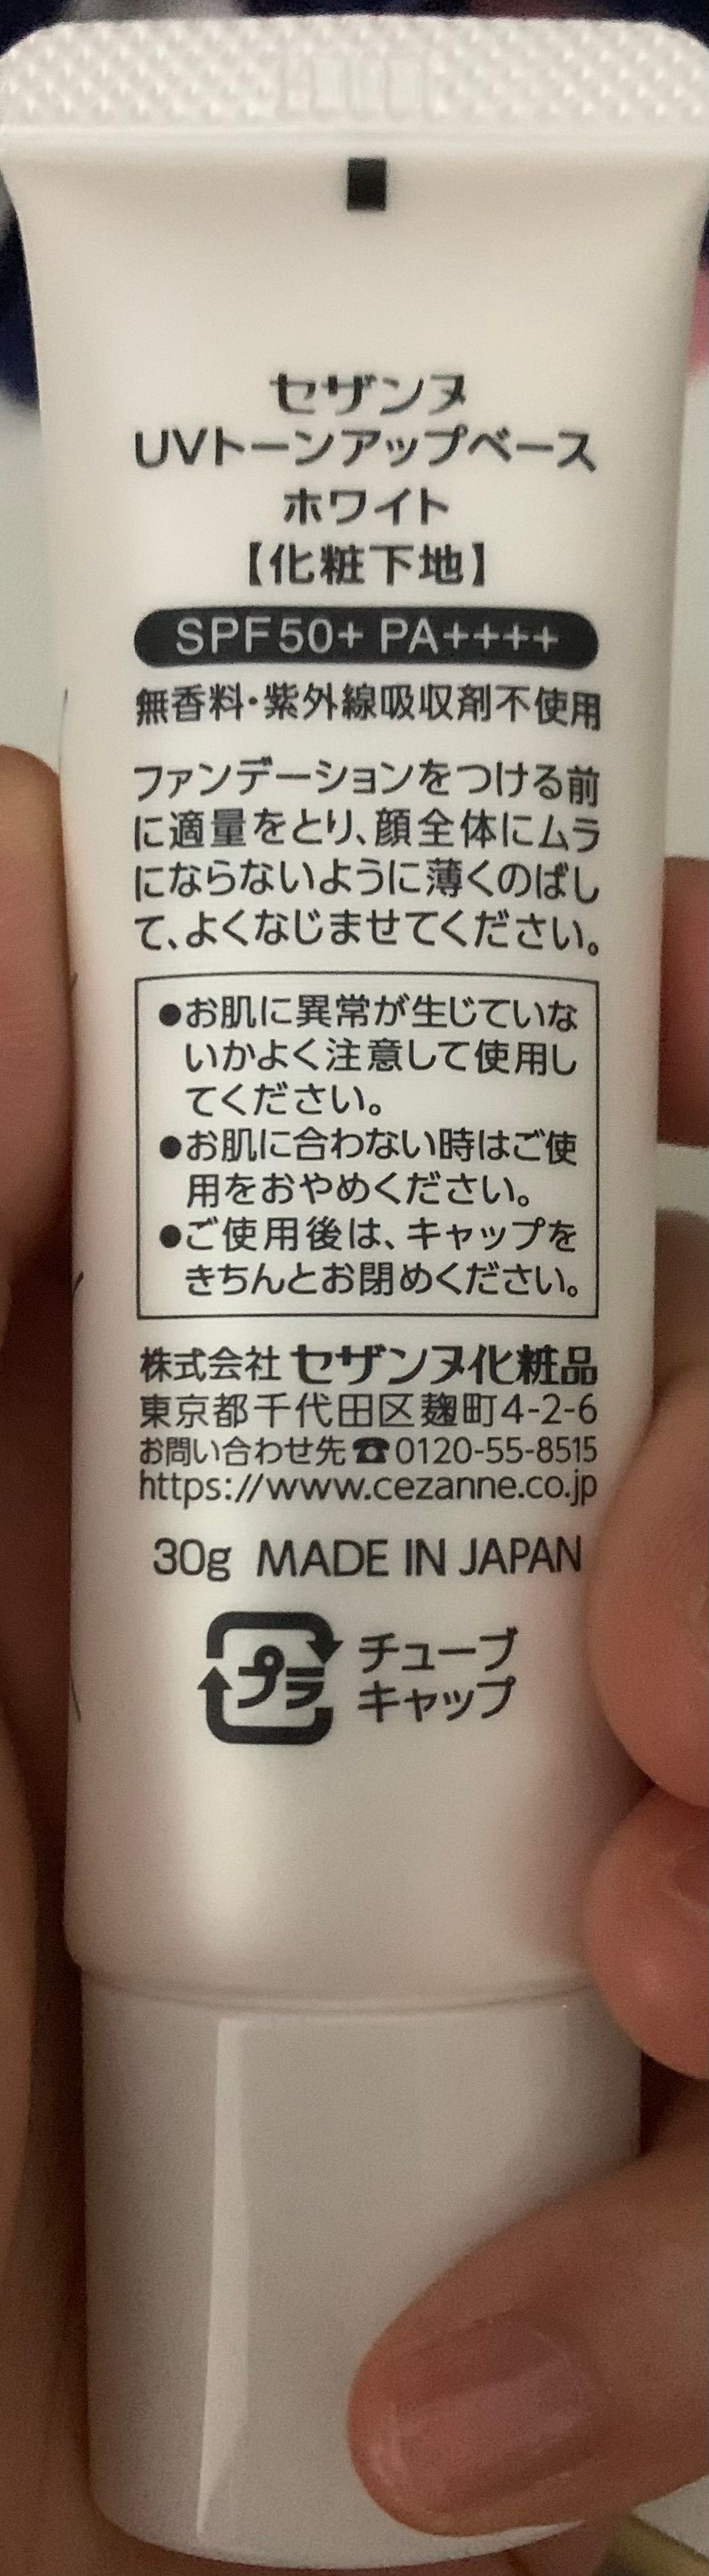 セザンヌ
UVトーンアップベース
ホワイト
【化粧下地】
SPF50+ PA++++
無香料・紫外線吸収剤不使用
ファンデーションをつける前
に適量をとり、顔全体にムラ
にならないように薄くのばし
て、よくなじませてください。
●お肌に異常が生じていな
いかよく注意して使用し
てください。
●お肌に合わない時はご使
用をおやめください。
●ご使用後は、キャップを
きちんとお閉めください。
株式会社 セザンヌ化粧品
東京都千代田区麹町4-2-6
お問い合わせ先☎0120-55-8515
https://www.cezanne.co.jp
30g MADE IN JAPAN
プラ チューブ
キャップ